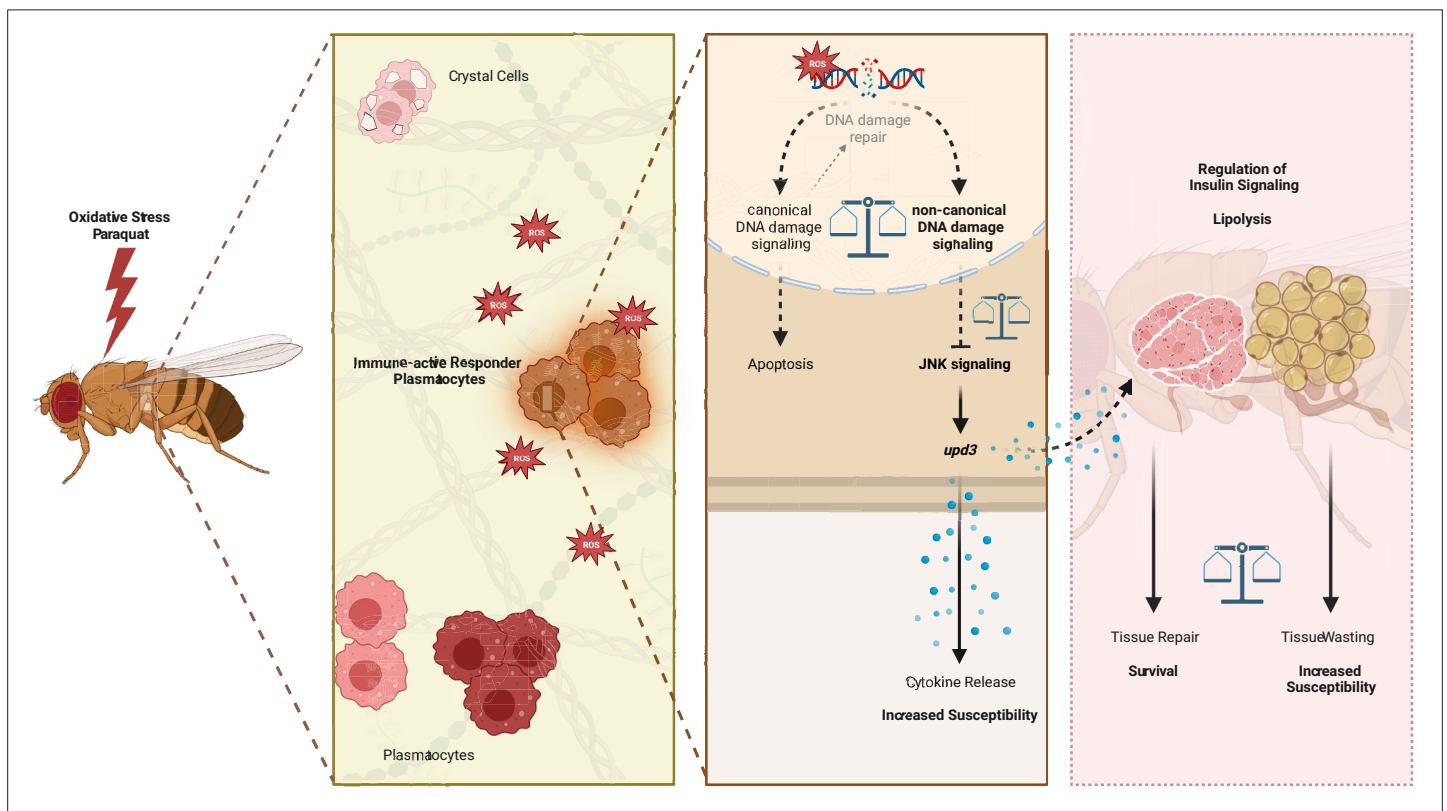 Oxidative Stress
Paraquat
Crystal Cells
ROS
ROS
ROS
Immune-active Responder
Plasmatocytes
ROS
ROS
Plasmatocytes
ROS
DNA damage
repair
canonical
DNA damage
signaling
non-canonical
DNA damage
signaling
Apoptosis
JNK signaling
upd3
Cytokine Release
Increased Susceptibility
Regulation of
Insulin Signaling
Lipolysis
Tissue Repair
Survival
Tissue Wasting
Increased
Susceptibility